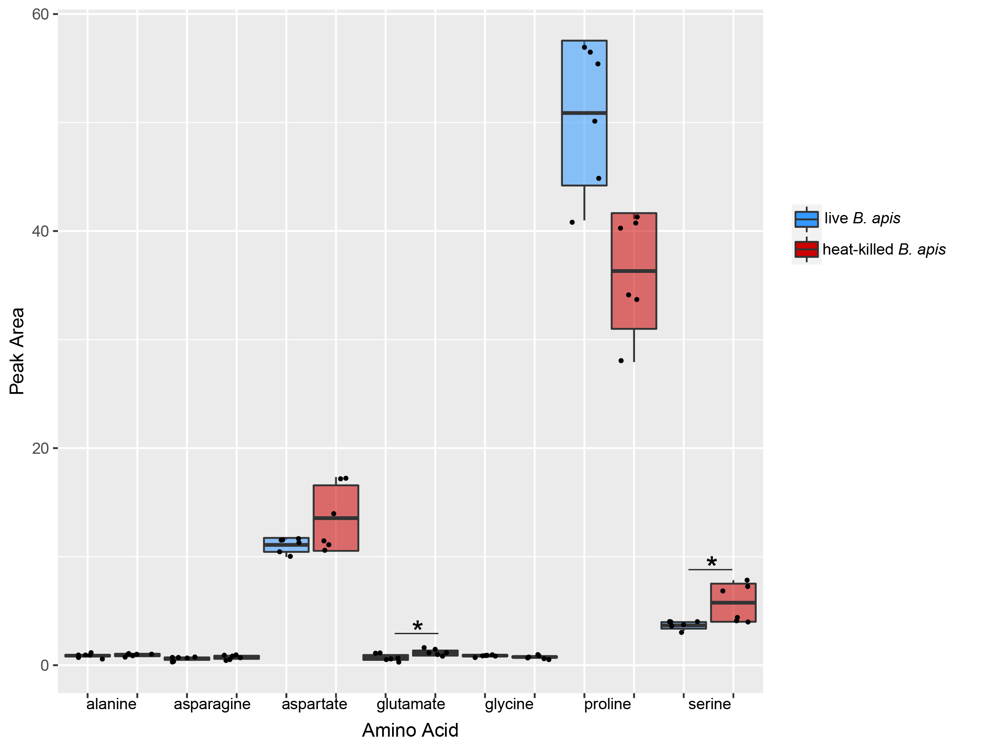 60
40
20
0
Peak Area
*
*
alanine asparagine aspartate glutamate glycine proline serine
Amino Acid
live B. apis
heat-killed B. apis